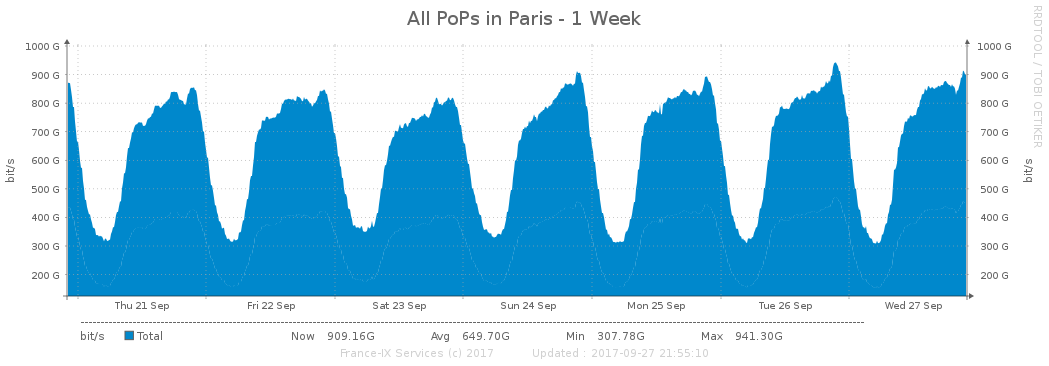 All PoPs in Paris - 1 Week
RRDTOOL / TOBI OETIKER
1000 G 1000 G
900 G 900 G
800 G 800 G
700 G 700 G
600 G 600 G
500 G 500 G
400 G 400 G
300 G 300 G
200 G 200 G
bit/s bit/s
Thu 21 Sep Fri 22 Sep Sat 23 Sep Sun 24 Sep Mon 25 Sep Tue 26 Sep Wed 27 Sep
bit/s Total Now 909.16G Avg 649.70G Min 307.78G Max 941.30G
France-IX Services (c) 2017 Updated : 2017-09-27 21:55:10